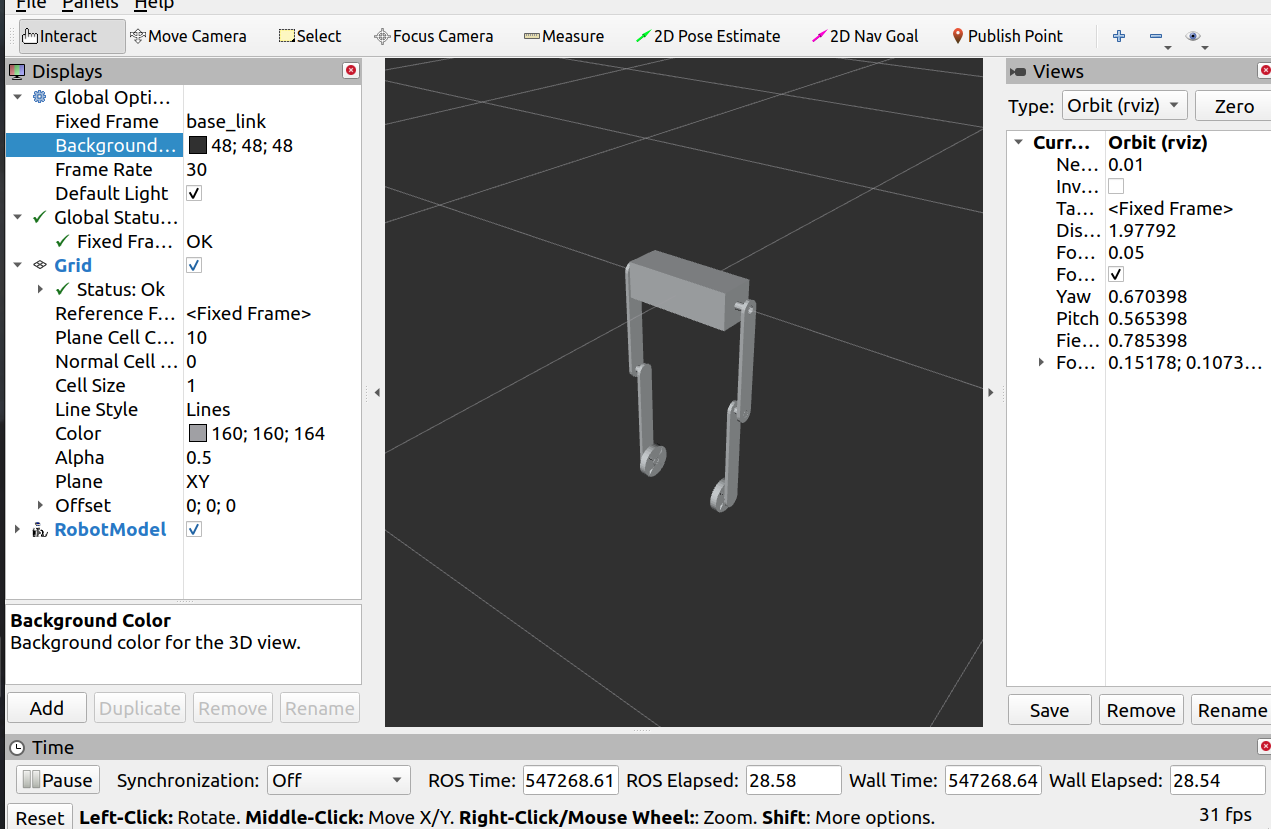 File Panels Help
Interact Move Camera Select Focus Camera Measure 2D Pose Estimate 2D Nav Goal Publish Point
Displays
Global Opti...
Fixed Frame base_link
Background... 48; 48; 48
Frame Rate 30
Default Light
Global Statu...
Fixed Fra... OK
Grid
Status: Ok
Reference F... <Fixed Frame>
Plane Cell C... 10
Normal Cell ... 0
Cell Size 1
Line Style Lines
Color 160; 160; 164
Alpha 0.5
Plane XY
Offset 0; 0; 0
RobotModel
Background Color
Background color for the 3D view.
Add Duplicate Remove Rename
Views
Type: Orbit (rviz) Zero
Curr... Orbit (rviz)
Ne... 0.01
Inv...
Ta... <Fixed Frame>
Dis... 1.97792
Fo... 0.05
Fo...
Yaw 0.670398
Pitch 0.565398
Fie... 0.785398
Fo... 0.15178; 0.1073...
Save Remove Rename
Time
Pause Synchronization: Off ROS Time: 547268.61 ROS Elapsed: 28.58 Wall Time: 547268.64 Wall Elapsed: 28.54
Reset Left-Click: Rotate. Middle-Click: Move X/Y. Right-Click/Mouse Wheel:: Zoom. Shift: More options. 31 fps